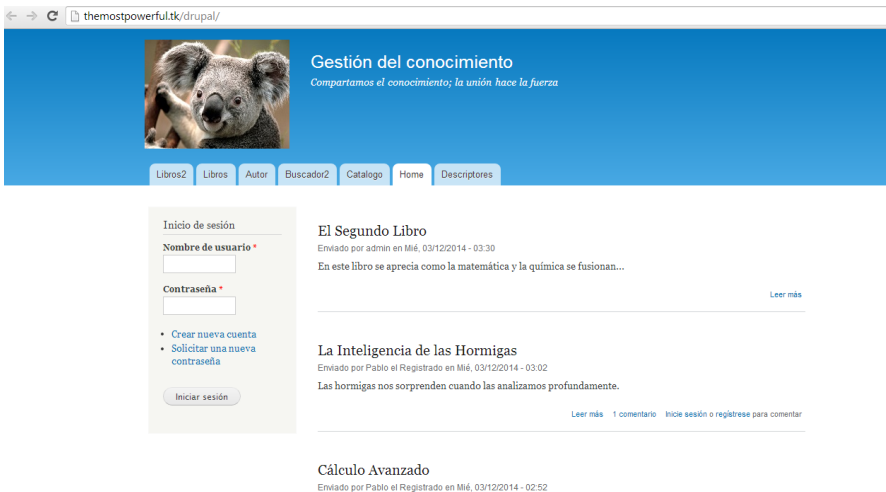 themostpowerful.tk/drupal/
Gestión del conocimiento
Compartamos el conocimiento; la unión hace la fuerza
Libros2 Libros Autor Buscador2 Catalogo Home Descriptores
Inicio de sesión
Nombre de usuario *
Contraseña *
• Crear nueva cuenta
• Solicitar una nueva
contraseña
Iniciar sesión
El Segundo Libro
Enviado por admin en Mié, 03/12/2014 - 03:30
En este libro se aprecia como la matemática y la química se fusionan...
Leer más
La Inteligencia de las Hormigas
Enviado por Pablo el Registrado en Mié, 03/12/2014 - 03:02
Las hormigas nos sorprenden cuando las analizamos profundamente.
Leer más 1 comentario Inicie sesión o regístrese para comentar
Cálculo Avanzado
Enviado por Pablo el Registrado en Mié, 03/12/2014 - 02:52